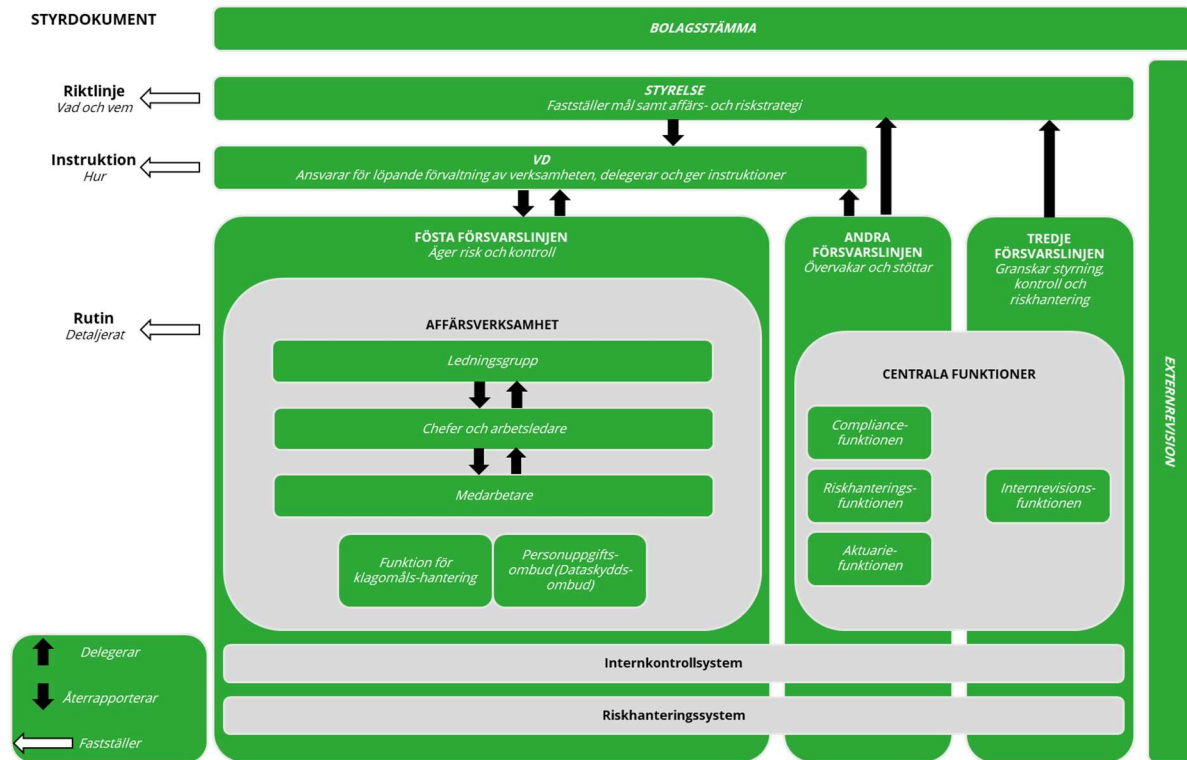 STYRDOKUMENT
BOLAGSSTÄMMA
Riktlinje
Vad och vem
STYRELSE
Fastställer mål samt affärs- och riskstrategi
Instruktion
Hur
VD
Ansvarar för löpande förvaltning av verksamheten, delegerar och ger instruktioner
FÖSTA FÖRSVARSLINJEN
Äger risk och kontroll
ANDRA
FÖRSVARSLINJEN
Övervakar och stöttar
TREDJE
FÖRSVARSLINJEN
Granskar styrning,
kontroll och
riskhantering
Rutin
Detaljerat
AFFÄRSVERKSAMHET
Ledningsgrupp
Chefer och arbetsledare
Medarbetare
Funktion för
klagomåls-hantering
Personuppgifts-
ombud (Dataskydds-
ombud)
CENTRALA FUNKTIONER
Compliance-
funktionen
Riskhanterings-
funktionen
Aktuarie-
funktionen
Internrevisions-
funktionen
EXTERNREVISION
Internkontrollsystem
Riskhanteringssystem
Delegerar
Återrapporterar
Fastställer